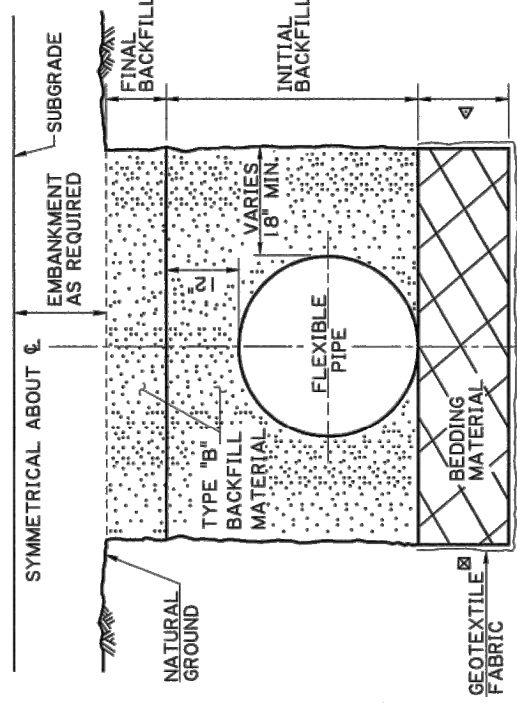 SYMMETRICAL ABOUT ℄
SUBGRADE
EMBANKMENT
AS REQUIRED
NATURAL
GROUND
FINAL
BACKFILL
INITIAL
BACKFILL
TYPE "B"
BACKFILL
MATERIAL
12"
VARIES
18" MIN.
FLEXIBLE
PIPE
BEDDING
MATERIAL
GEOTEXTILE
FABRIC